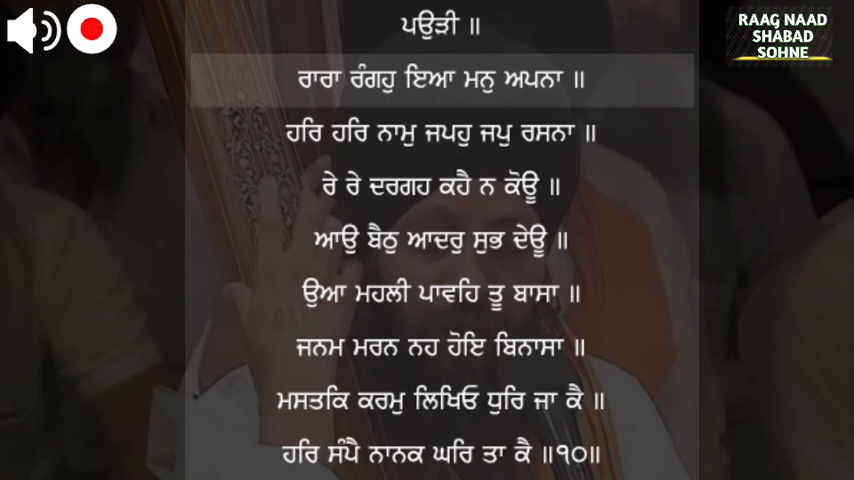 ਪਉੜੀ ॥
ਰਾਰਾ ਰੰਗਹੁ ਇਆ ਮਨੁ ਅਪਨਾ ॥
ਹਰਿ ਹਰਿ ਨਾਮੁ ਜਪਹੁ ਜਪੁ ਰਸਨਾ ॥
ਰੇ ਰੇ ਦਰਗਹ ਕਹੈ ਨ ਕੋਊ ॥
ਆਉ ਬੈਠੁ ਆਦਰੁ ਸੁਭ ਦੇਊ ॥
ਉਆ ਮਹਲੀ ਪਾਵਹਿ ਤੂ ਬਾਸਾ ॥
ਜਨਮ ਮਰਨ ਨਹ ਹੋਇ ਬਿਨਾਸਾ ॥
ਮਸਤਕਿ ਕਰਮੁ ਲਿਖਿਓ ਧੁਰਿ ਜਾ ਕੈ ॥
ਹਰਿ ਸੰਪੈ ਨਾਨਕ ਘਰਿ ਤਾ ਕੈ ॥੧੦॥
RAAG NAAD
SHABAD
SOHNE